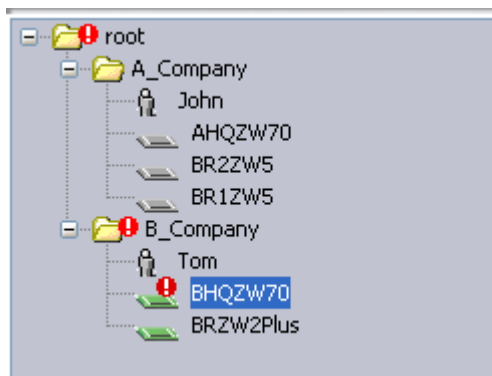 root
A_Company
John
AHQZW70
BR2ZW5
BR1ZW5
B_Company
Tom
BHQZW70
BRZW2Plus